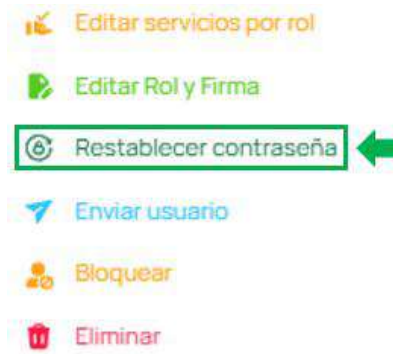 Editar servicios por rol
Editar Rol y Firma
Restablecer contraseña
Enviar usuario
Bloquear
Eliminar